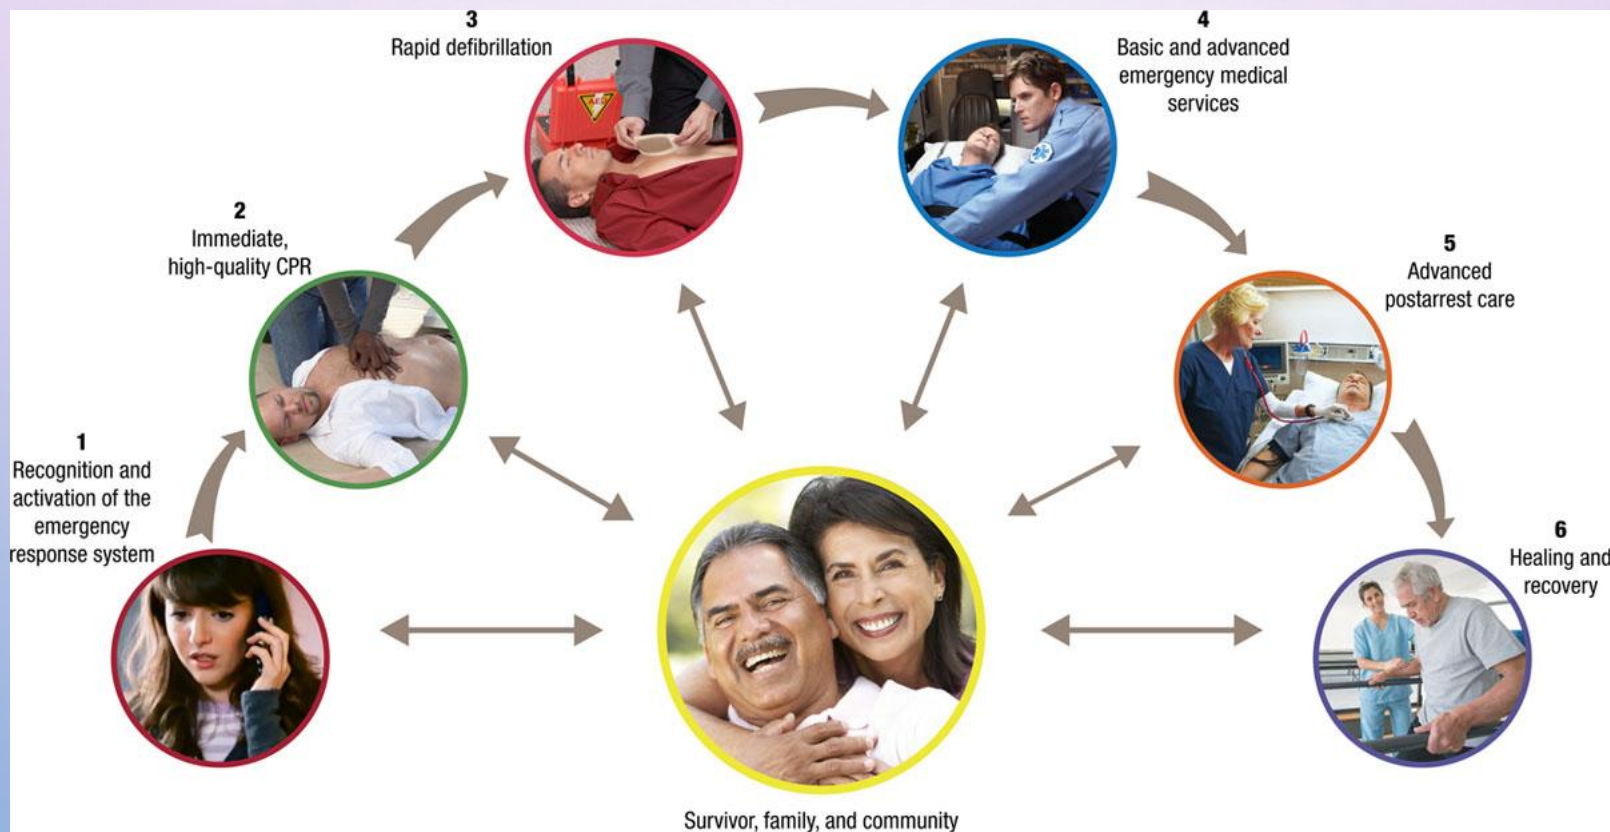 1
Recognition and
activation of the
emergency
response system
2
Immediate,
high-quality CPR
3
Rapid defibrillation
AED
4
Basic and advanced
emergency medical
services
5
Advanced
postarrest care
6
Healing and
recovery
Survivor, family, and community